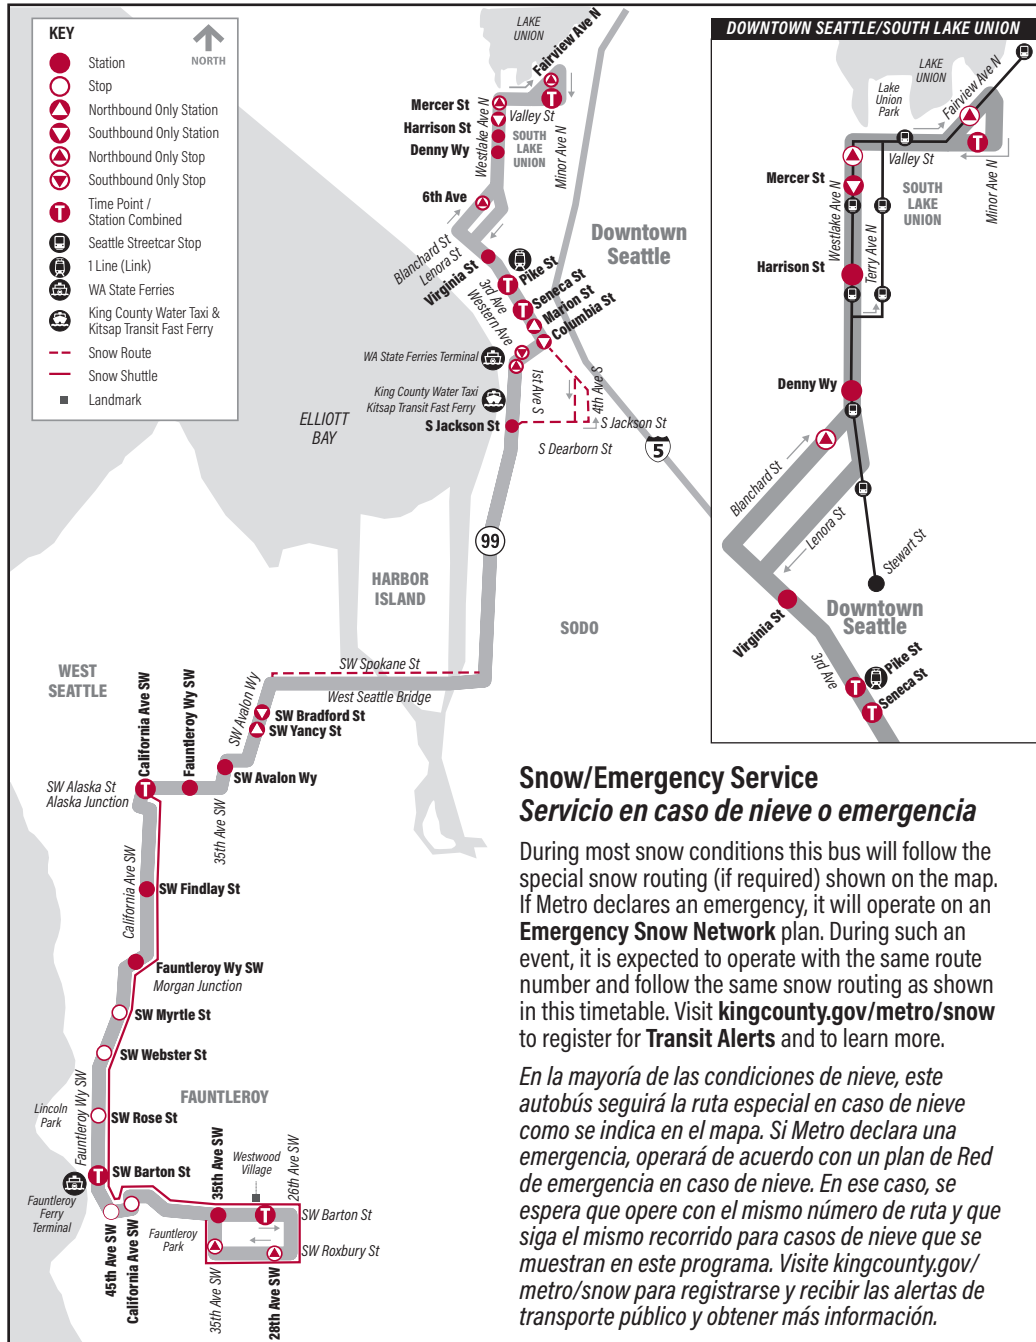 KEY
NORTH
Station
Stop
Northbound Only Station
Southbound Only Station
Northbound Only Stop
Southbound Only Stop
Time Point /
Station Combined
Seattle Streetcar Stop
1 Line (Link)
WA State Ferries
King County Water Taxi &
Kitsap Transit Fast Ferry
Snow Route
Snow Shuttle
Landmark
LAKE
UNION
Fairview Ave N
T
Mercer St
Valley St
Harrison St
Denny Wy
Westlake Ave N
SOUTH
LAKE
UNION
Minor Ave N
6th Ave
Blanchard St
Lenora St
Downtown
Seattle
Virginia St
T
Pike St
3rd Ave
T
Seneca St
Marion St
Columbia St
Western Ave
WA State Ferries Terminal
King County Water Taxi
Kitsap Transit Fast Ferry
1st Ave S
4th Ave S
S Jackson St
S Jackson St
S Dearborn St
5
ELLIOTT
BAY
99
HARBOR
ISLAND
SODO
SW Spokane St
West Seattle Bridge
WEST
SEATTLE
SW Avalon Wy
SW Bradford St
SW Yancy St
California Ave SW
Fauntleroy Wy SW
SW Avalon Wy
T
SW Alaska St
Alaska Junction
35th Ave SW
California Ave SW
SW Findlay St
Fauntleroy Wy SW
Morgan Junction
SW Myrtle St
SW Webster St
Fauntleroy Wy SW
FAUNTLEROY
Lincoln
Park
SW Rose St
T
SW Barton St
Fauntleroy
Ferry
Terminal
45th Ave SW
California Ave SW
Fauntleroy
Park
35th Ave SW
Westwood
Village
26th Ave SW
T
SW Barton St
SW Roxbury St
35th Ave SW
28th Ave SW
DOWNTOWN SEATTLE/SOUTH LAKE UNION
LAKE
UNION
Lake
Union
Park
Fairview Ave N
T
Valley St
Minor Ave N
Mercer St
Westlake Ave N
SOUTH
LAKE
UNION
Terry Ave N
Harrison St
Denny Wy
Blanchard St
Lenora St
Stewart St
Downtown
Seattle
Virginia St
3rd Ave
T
Pike St
T
Seneca St
Snow/Emergency Service
Servicio en caso de nieve o emergencia
During most snow conditions this bus will follow the
special snow routing (if required) shown on the map.
If Metro declares an emergency, it will operate on an
Emergency Snow Network plan. During such an
event, it is expected to operate with the same route
number and follow the same snow routing as shown
in this timetable. Visit kingcounty.gov/metro/snow
to register for Transit Alerts and to learn more.
En la mayoría de las condiciones de nieve, este
autobús seguirá la ruta especial en caso de nieve
como se indica en el mapa. Si Metro declara una
emergencia, operará de acuerdo con un plan de Red
de emergencia en caso de nieve. En ese caso, se
espera que opere con el mismo número de ruta y que
siga el mismo recorrido para casos de nieve que se
muestran en este programa. Visite kingcounty.gov/
metro/snow para registrarse y recibir las alertas de
transporte público y obtener más información.